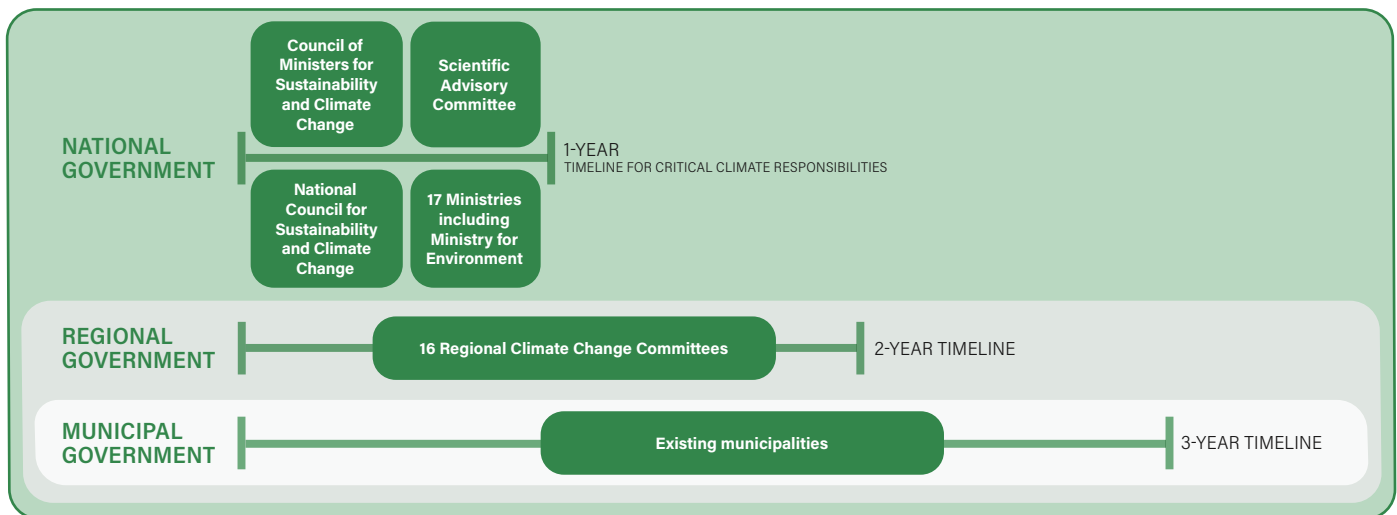 Council of
Ministers for
Sustainability
and Climate
Change
Scientific
Advisory
Committee
NATIONAL
GOVERNMENT
1-YEAR
TIMELINE FOR CRITICAL CLIMATE RESPONSIBILITIES
National
Council for
Sustainability
and Climate
Change
17 Ministries
including
Ministry for
Environment
REGIONAL
GOVERNMENT
16 Regional Climate Change Committees
2-YEAR TIMELINE
MUNICIPAL
GOVERNMENT
Existing municipalities
3-YEAR TIMELINE